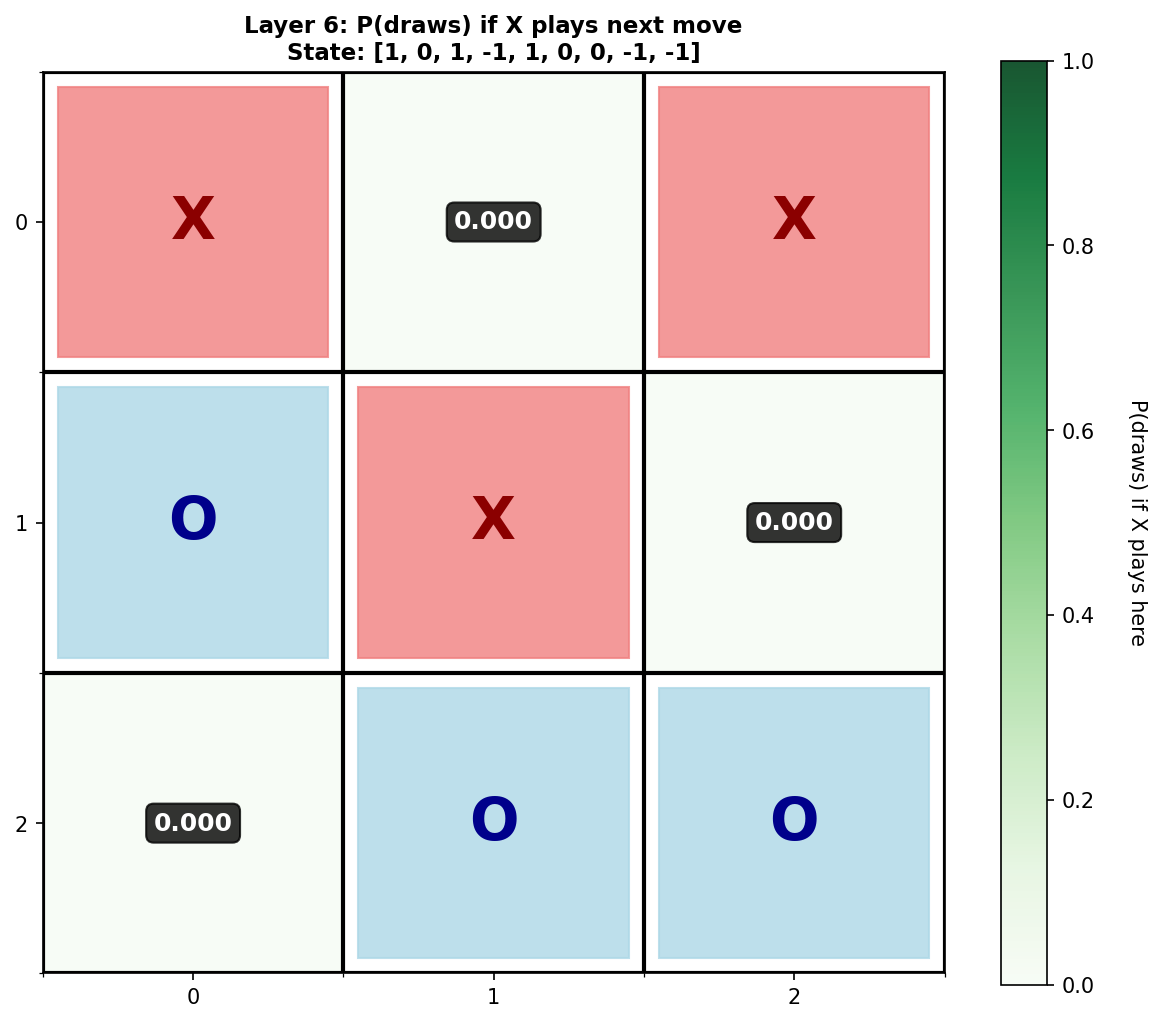 Layer 6: P(draws) if X plays next move
State: [1, 0, 1, -1, 1, 0, 0, -1, -1]
X
0.000
X
O
X
0.000
0.000
O
O
0
1
2
0
1
2
1.0
0.8
0.6
0.4
0.2
0.0
P(draws) if X plays here